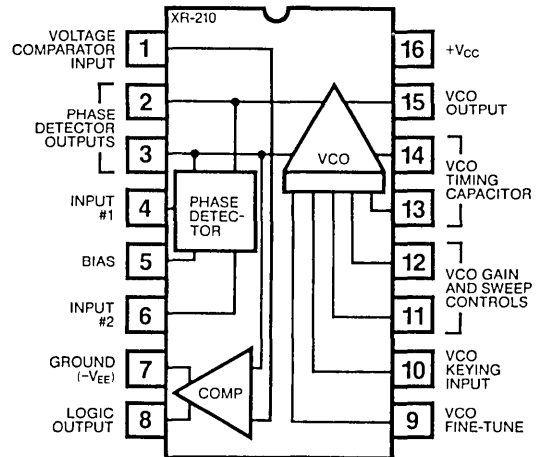 XR-210
VOLTAGE
COMPARATOR
INPUT
1
2
PHASE
DETECTOR
OUTPUTS
3
INPUT
#1
4
BIAS
5
INPUT
#2
6
GROUND
(-VEE)
7
LOGIC
OUTPUT
8
PHASE
DETEC-
TOR
COMP
VCO
16
+VCC
15
VCO
OUTPUT
14
VCO
TIMING
CAPACITOR
13
12
VCO GAIN
AND SWEEP
CONTROLS
11
10
VCO
KEYING
INPUT
9
VCO
FINE-TUNE